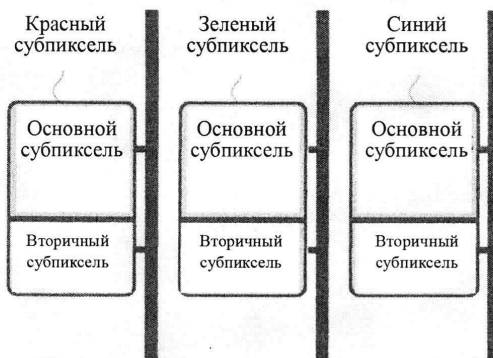 Красный
субпиксель
Зеленый
субпиксель
Синий
субпиксель
Основной
субпиксель
Основной
субпиксель
Основной
субпиксель
Вторичный
субпиксель
Вторичный
субпиксель
Вторичный
субпиксель